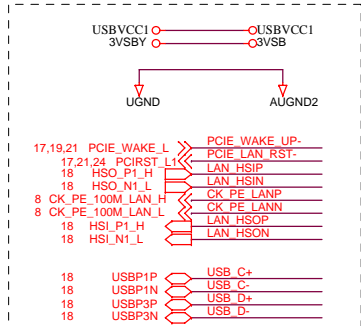 USBVCC1 USBVCC1
3VSBY 3VSB
UGND AUGND2
17,19,21 PCIE_WAKE_L PCIE_WAKE_UP-
17,21,24 PCIRST_L1 PCIE_LAN_RST-
18 HSO_P1_H LAN_HSIP
18 HSO_N1_L LAN_HSIN
8 CK_PE_100M_LAN_H CK_PE_LANP
8 CK_PE_100M_LAN_L CK_PE_LANN
18 HSI_P1_H LAN_HSOP
18 HSI_N1_L LAN_HSON
18 USBP1P USB_C+
18 USBP1N USB_C-
18 USBP3P USB_D+
18 USBP3N USB_D-